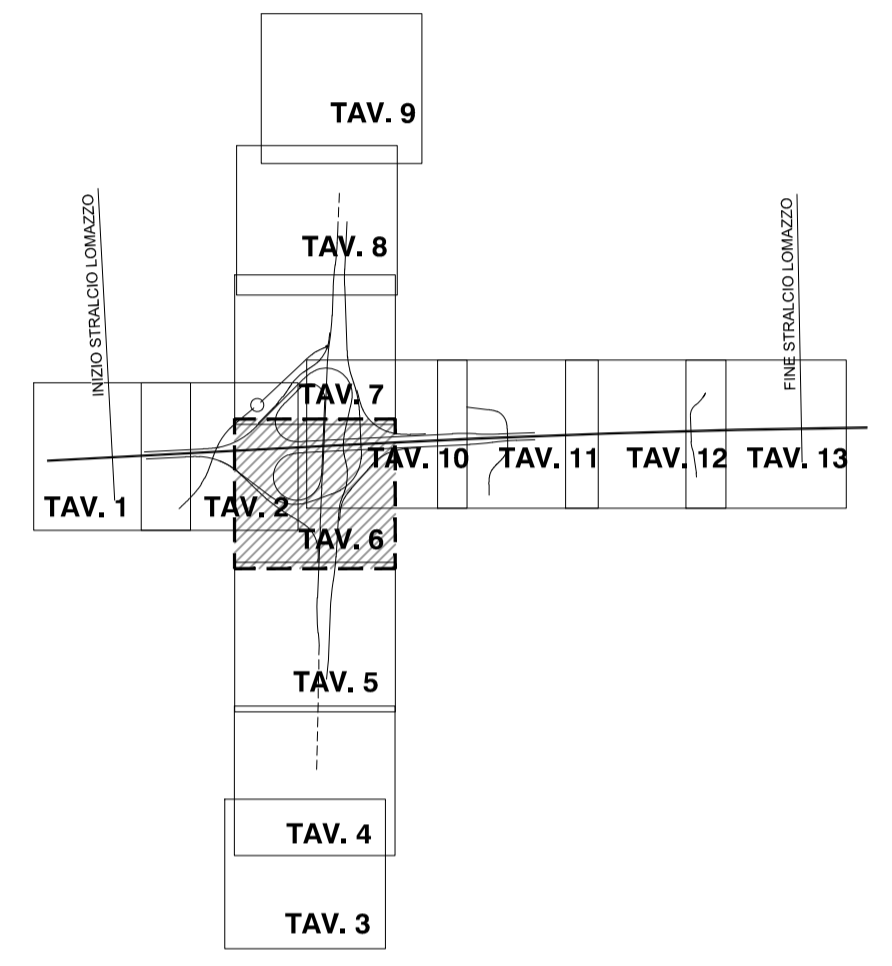 TAV. 9
TAV. 8
INIZIO STRALCIO LOMAZZO
FINE STRALCIO LOMAZZO
TAV. 7
TAV. 10
TAV. 11
TAV. 12
TAV. 13
TAV. 1
TAV. 2
TAV. 6
TAV. 5
TAV. 4
TAV. 3